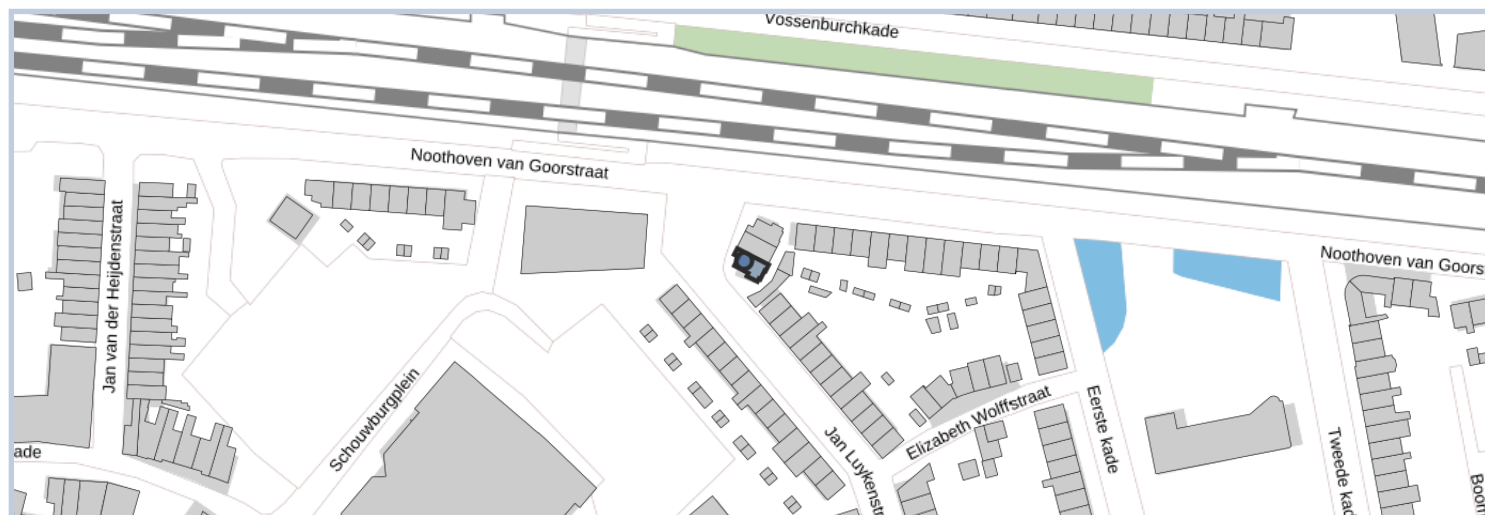 Vossenburchkade
Noothoven van Goorstraat
Noothoven van Goors
Jan van der Heijdenstraat
Schouwburgplein
Jan Luykenstr
Elizabeth Wolffstraat
Eerste kade
Tweede kad
Boom
ade